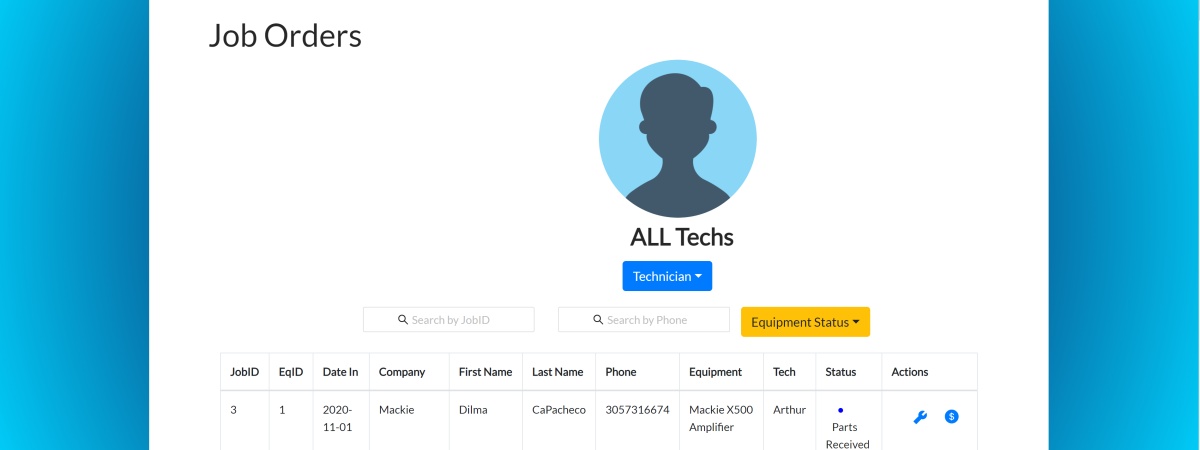 Job Orders
ALL Techs
Technician
Search by JobID Search by Phone Equipment Status
JobID EqID Date In Company First Name Last Name Phone Equipment Tech Status Actions
3 1 2020- Mackie Dilma CaPacheco 3057316674 Mackie X500 Arthur
11-01 Amplifier Parts
Received